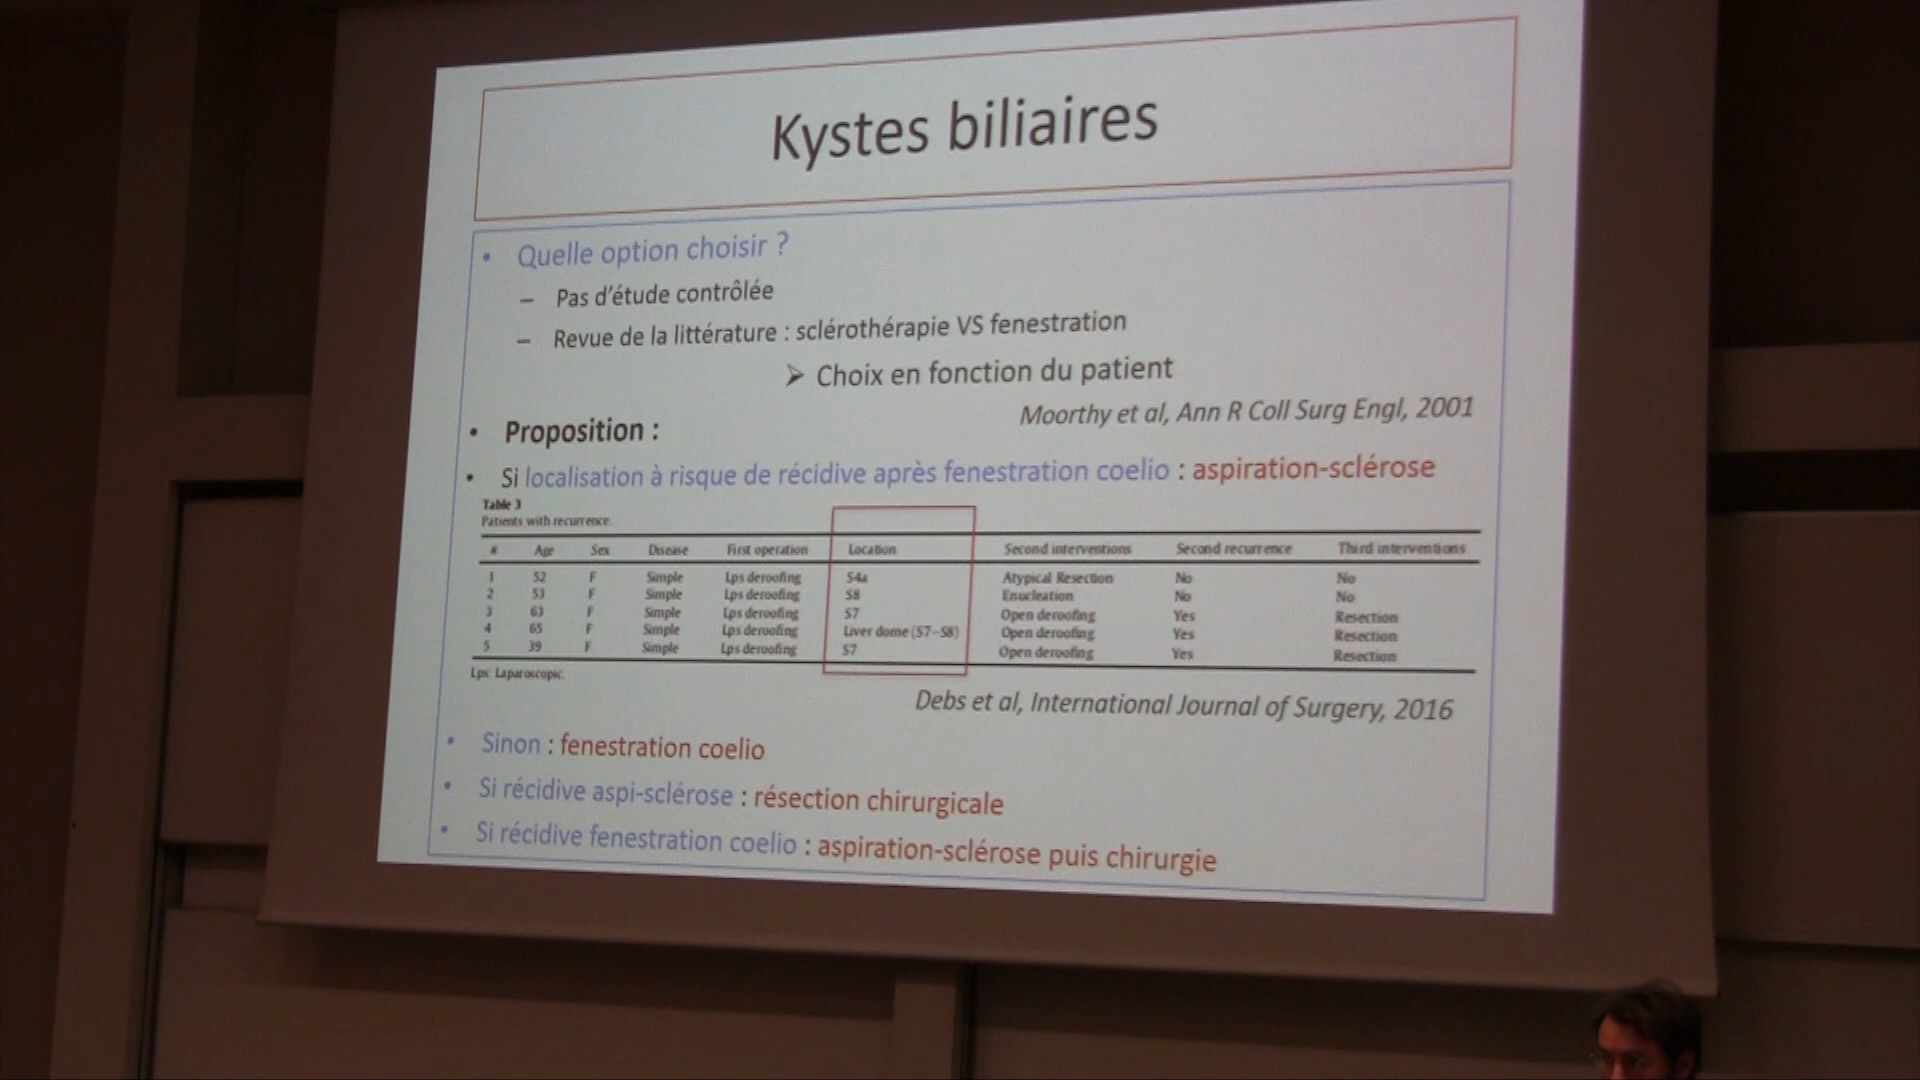 Kystes biliaires
• Quelle option choisir ?
– Pas d'étude contrôlée
– Revue de la littérature : sclérothérapie VS fenestration
➢ Choix en fonction du patient
Moorthy et al, Ann R Coll Surg Engl, 2001
• Proposition :
• Si localisation à risque de récidive après fenestration coelio : aspiration-sclérose
Table 3
Patients with recurrence.
# Age Sex Disease First operation Location Second interventions Second recurrence Third interventions
1 52 F Simple Lps deroofing S4a Atypical Resection No No
2 53 F Simple Lps deroofing S8 Enucleation No No
3 63 F Simple Lps deroofing S7 Open deroofing Yes Resection
4 65 F Simple Lps deroofing Liver dome (S7–S8) Open deroofing Yes Resection
5 39 F Simple Lps deroofing S7 Open deroofing Yes Resection
Lps: Laparoscopic.
Debs et al, International Journal of Surgery, 2016
• Sinon : fenestration coelio
• Si récidive aspi-sclérose : résection chirurgicale
• Si récidive fenestration coelio : aspiration-sclérose puis chirurgie